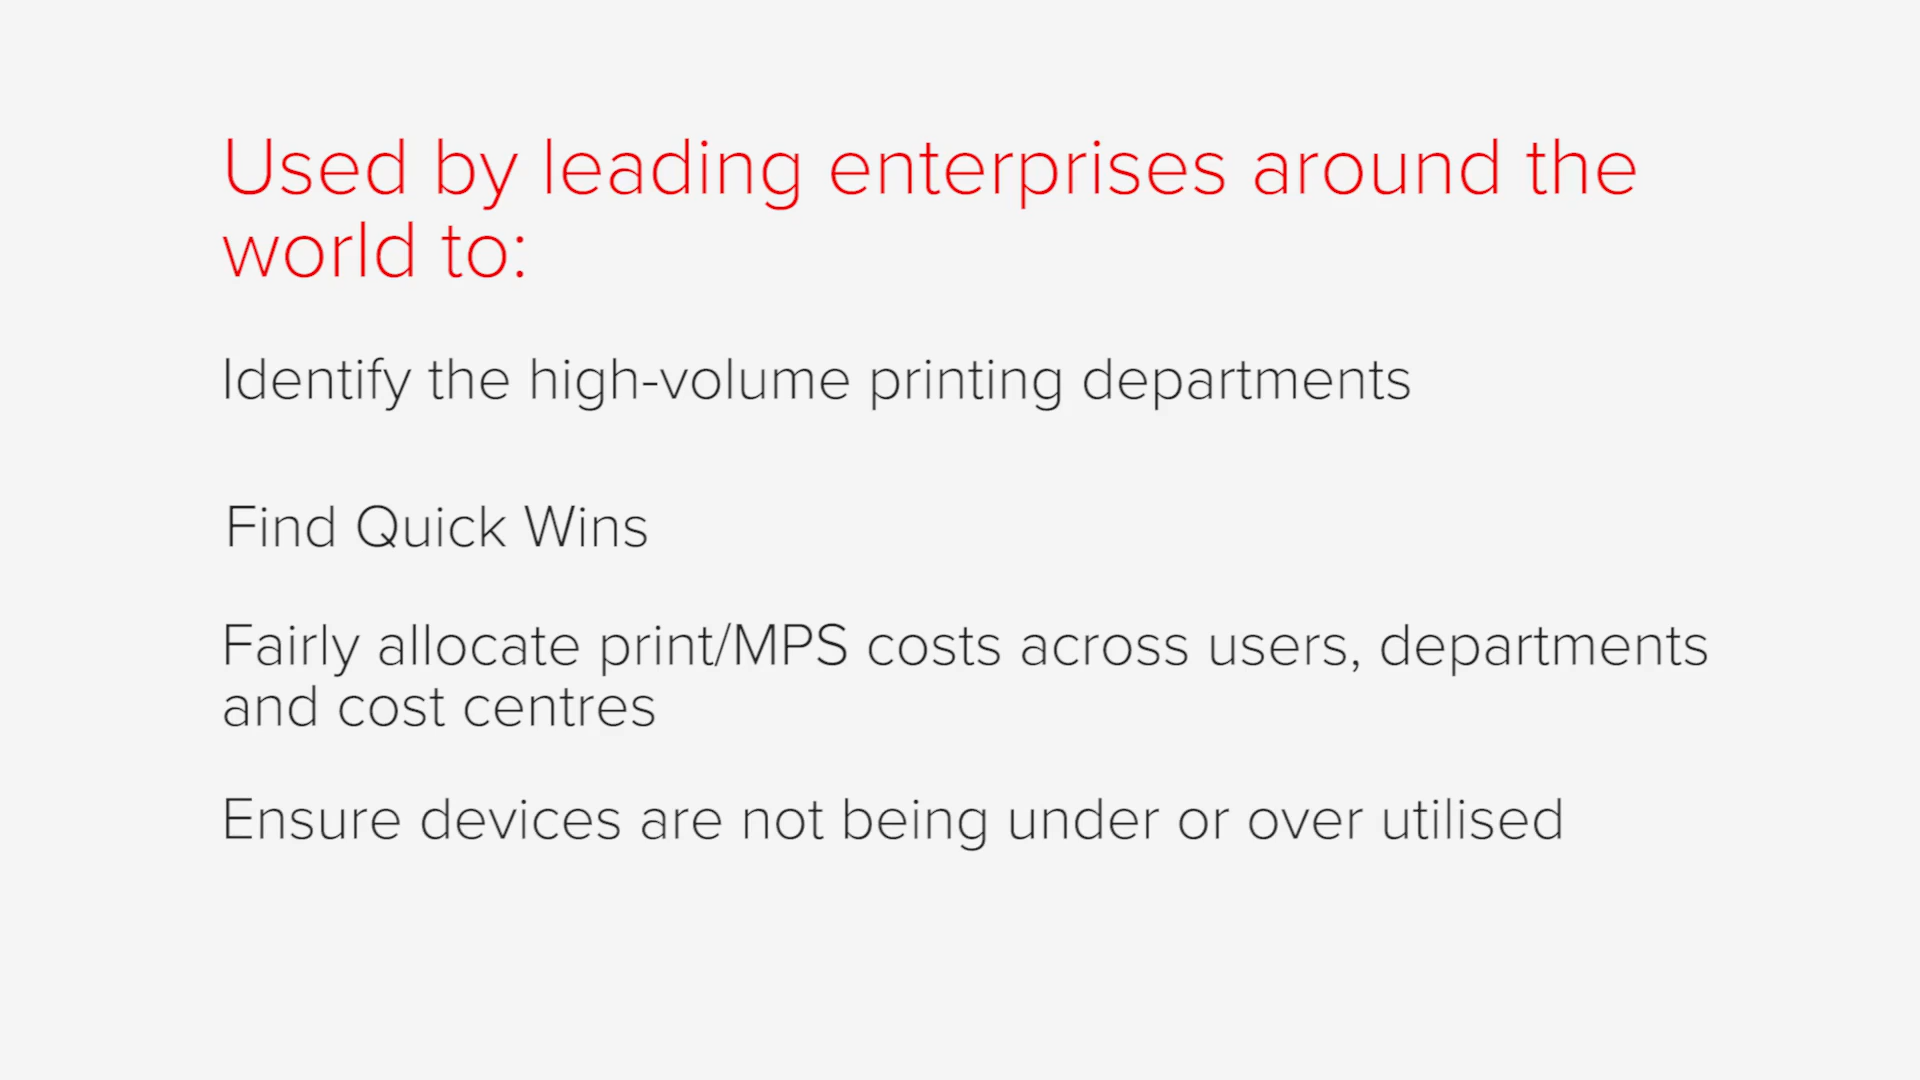 Used by leading enterprises around the
world to:
Identify the high-volume printing departments
Find Quick Wins
Fairly allocate print/MPS costs across users, departments
and cost centres
Ensure devices are not being under or over utilised